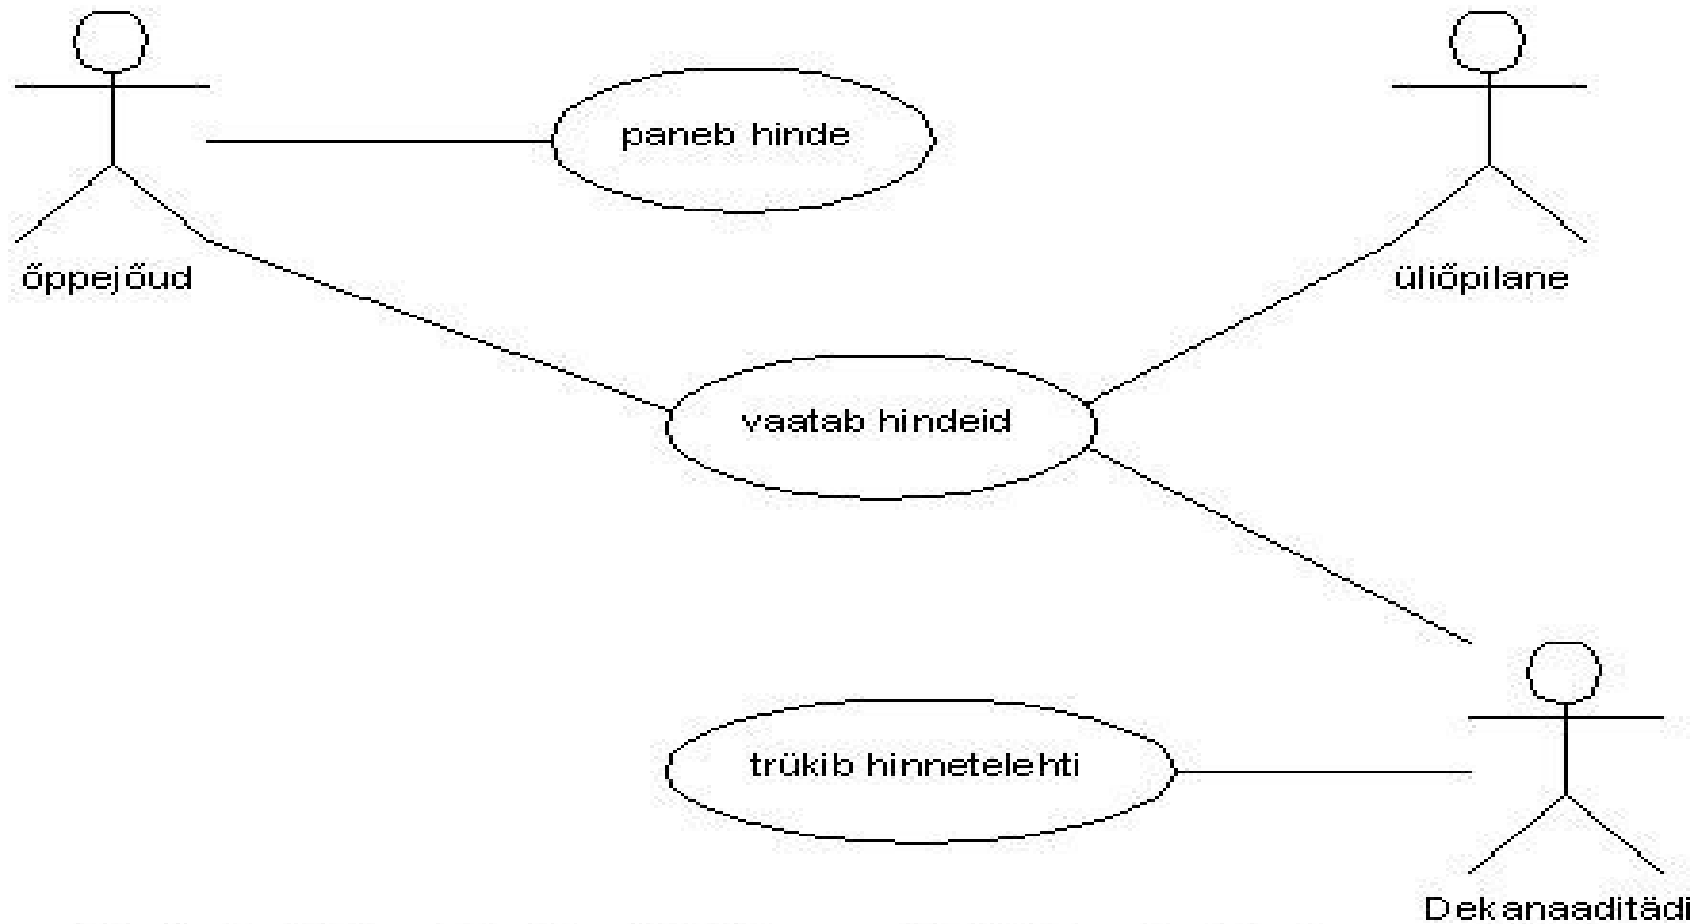 paneb hinde
õppejõud
üliõpilane
vaatab hindeid
trükib hinnetelehti
Dekanaaditädi